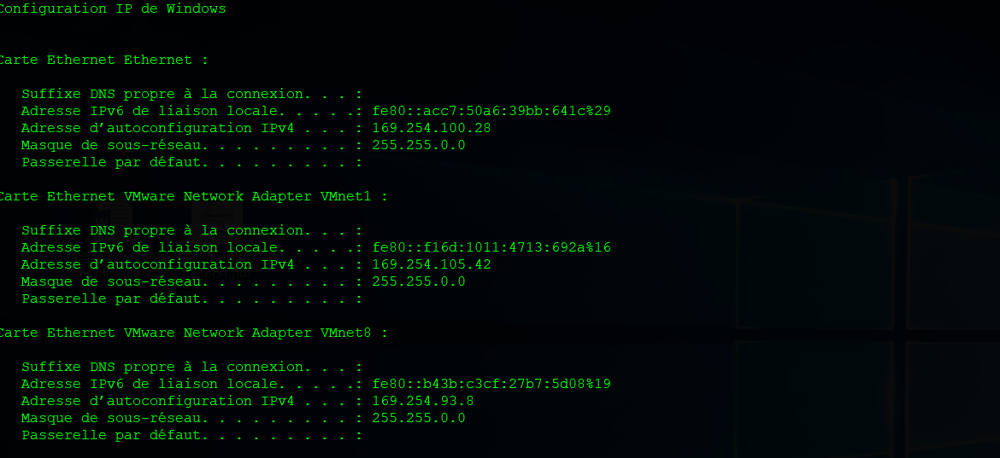 Configuration IP de Windows
Carte Ethernet Ethernet :
Suffixe DNS propre à la connexion. . . :
Adresse IPv6 de liaison locale. . . . .: fe80::acc7:50a6:39bb:641c%29
Adresse d’autoconfiguration IPv4 . . . : 169.254.100.28
Masque de sous-réseau. . . . . . . . . : 255.255.0.0
Passerelle par défaut. . . . . . . . . :
Carte Ethernet VMware Network Adapter VMnet1 :
Suffixe DNS propre à la connexion. . . :
Adresse IPv6 de liaison locale. . . . .: fe80::f16d:1011:4713:692a%16
Adresse d’autoconfiguration IPv4 . . . : 169.254.105.42
Masque de sous-réseau. . . . . . . . . : 255.255.0.0
Passerelle par défaut. . . . . . . . . :
Carte Ethernet VMware Network Adapter VMnet8 :
Suffixe DNS propre à la connexion. . . :
Adresse IPv6 de liaison locale. . . . .: fe80::b43b:c3cf:27b7:5d08%19
Adresse d’autoconfiguration IPv4 . . . : 169.254.93.8
Masque de sous-réseau. . . . . . . . . : 255.255.0.0
Passerelle par défaut. . . . . . . . . :